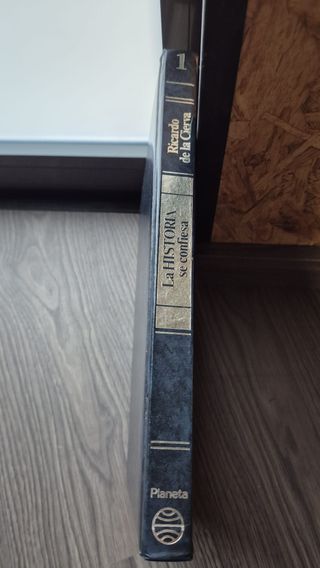 1
Ricardo
de la Cierva
La HISTORIA
se confiesa
Planeta